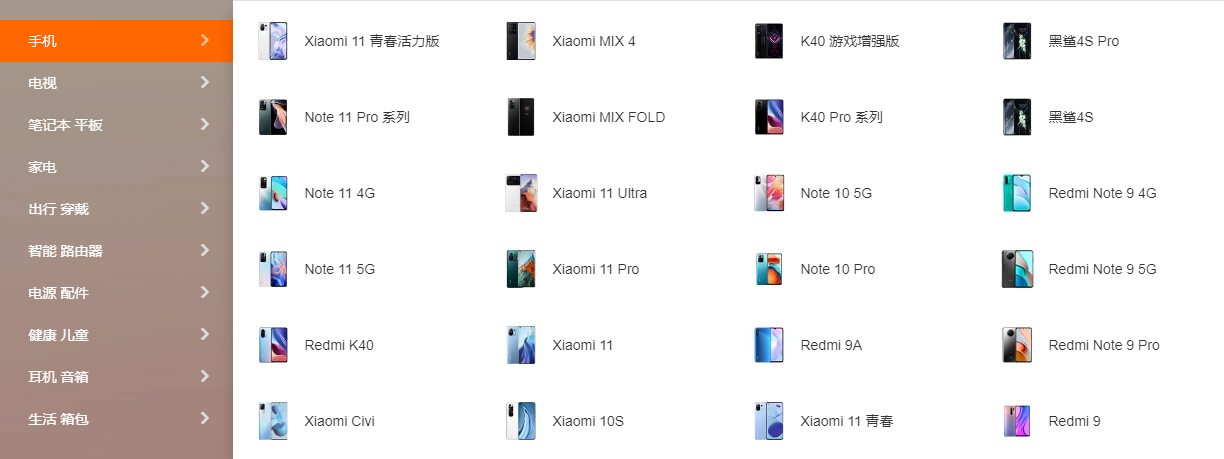 手机
电视
笔记本 平板
家电
出行 穿戴
智能 路由器
电源 配件
健康 儿童
耳机 音箱
生活 箱包
Xiaomi 11 青春活力版
Note 11 Pro 系列
Note 11 4G
Note 11 5G
Redmi K40
Xiaomi Civi
Xiaomi MIX 4
Xiaomi MIX FOLD
Xiaomi 11 Ultra
Xiaomi 11 Pro
Xiaomi 11
Xiaomi 10S
K40 游戏增强版
K40 Pro 系列
Note 10 5G
Note 10 Pro
Redmi 9A
Xiaomi 11 青春
黑鲨4S Pro
黑鲨4S
Redmi Note 9 4G
Redmi Note 9 5G
Redmi Note 9 Pro
Redmi 9